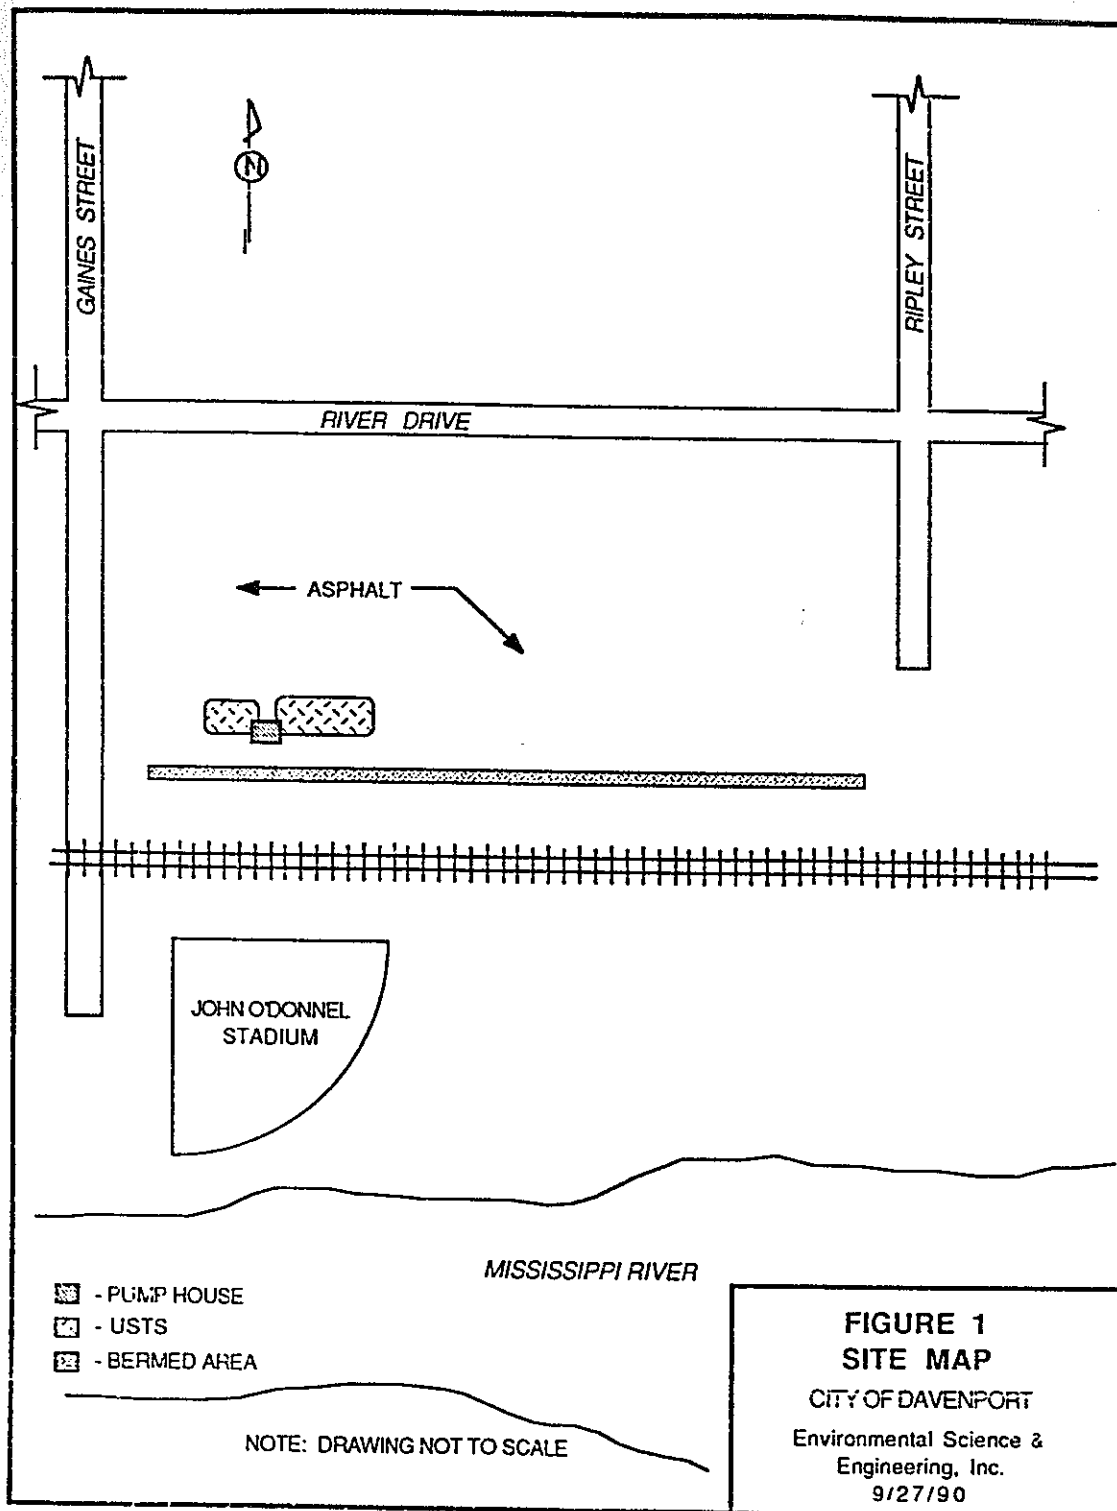 GAINES STREET
N
RIPLEY STREET
RIVER DRIVE
ASPHALT
JOHN O'DONNEL
STADIUM
MISSISSIPPI RIVER
- PUMP HOUSE
- USTS
- BERMED AREA
NOTE: DRAWING NOT TO SCALE
FIGURE 1
SITE MAP
CITY OF DAVENPORT
Environmental Science &
Engineering, Inc.
9/27/90